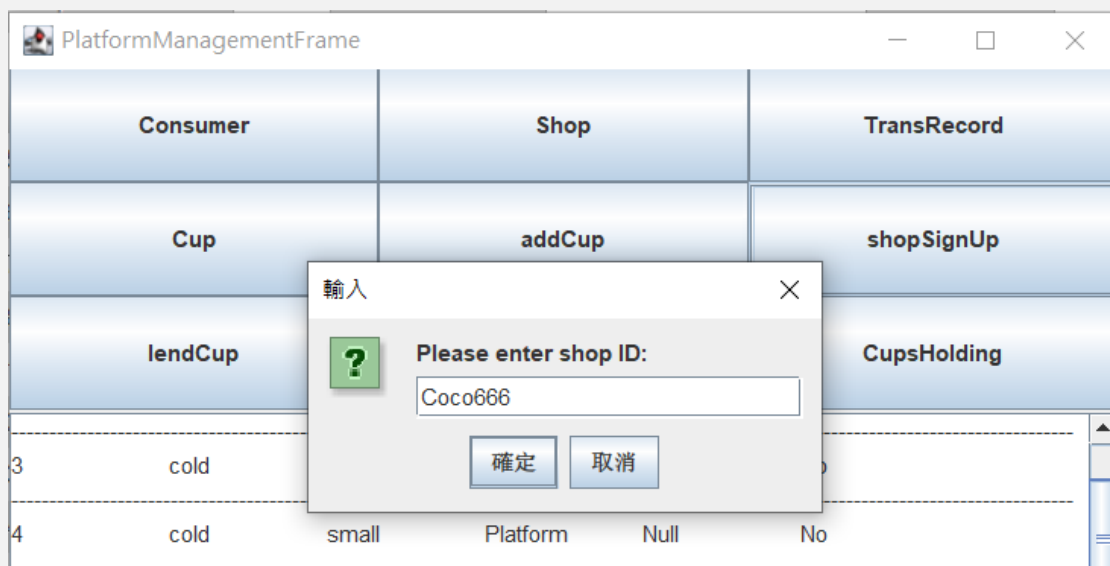 PlatformManagementFrame
Consumer Shop TransRecord
Cup addCup shopSignUp
輸入
lendCup CupsHolding
Please enter shop ID:
Coco666
確定 取消
3 cold
4 cold small Platform Null No